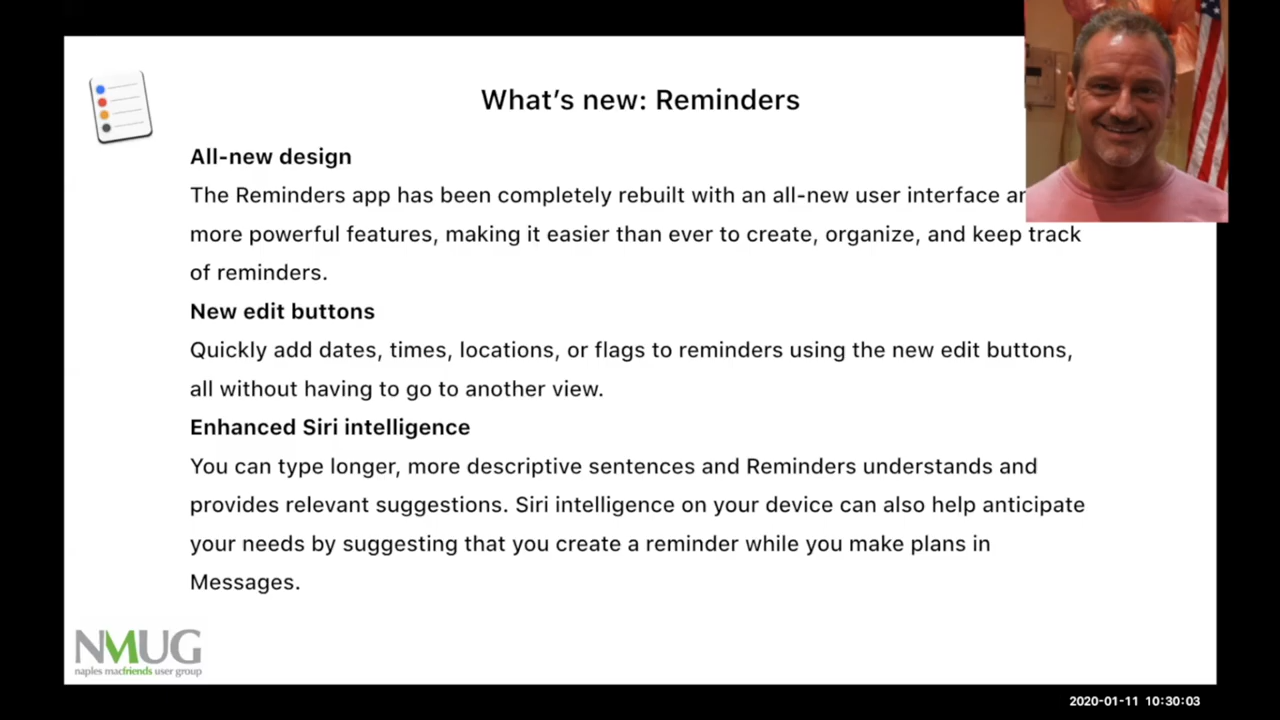 What's new: Reminders
All-new design
The Reminders app has been completely rebuilt with an all-new user interface
more powerful features, making it easier than ever to create, organize, and keep track
of reminders.
New edit buttons
Quickly add dates, times, locations, or flags to reminders using the new edit buttons,
all without having to go to another view.
Enhanced Siri intelligence
You can type longer, more descriptive sentences and Reminders understands and
provides relevant suggestions. Siri intelligence on your device can also help anticipate
your needs by suggesting that you create a reminder while you make plans in
Messages.
NMUG
naples macfriends user group
2020-01-11 10:30:03